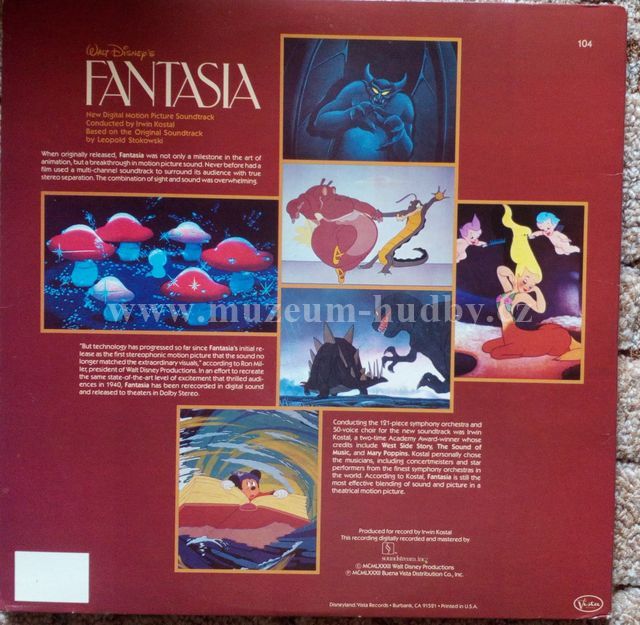 104
Walt Disney's
FANTASIA
New Digital Motion Picture Soundtrack
Conducted by Irwin Kostal
Based on the Original Soundtrack
by Leopold Stokowski
When originally released, Fantasia was not only a milestone in the art of
animation, but a breakthrough in motion picture sound. Never before had a
film used a multi-channel soundtrack to surround its audience with true
stereo separation. The combination of sight and sound was overwhelming.
www.muzeum-hudby.cz
"But technology has progressed so far since Fantasia's initial re-
lease as the first stereophonic motion picture that the sound no
longer matched the extraordinary visuals," according to Ron Mil-
ler, president of Walt Disney Productions. In an effort to recreate
the same state-of-the-art level of excitement that thrilled audi-
ences in 1940, Fantasia has been rerecorded in digital sound
and released to theaters in Dolby Stereo.
Conducting the 121-piece symphony orchestra and
50-voice choir for the new soundtrack was Irwin
Kostal, a two-time Academy Award-winner whose
credits include West Side Story, The Sound of
Music, and Mary Poppins. Kostal personally chose
the musicians, including concertmeisters and star
performers from the finest symphony orchestras in
the world. According to Kostal, Fantasia is still the
most effective blending of sound and picture in a
theatrical motion picture.
Produced for record by Irwin Kostal
This recording digitally recorded and mastered by
soundstream, inc.
© MCMLXXXII Walt Disney Productions
℗ MCMLXXXII Buena Vista Distribution Co., Inc.
Disneyland/Vista Records • Burbank, CA 91521 • Printed in U.S.A.
Vista